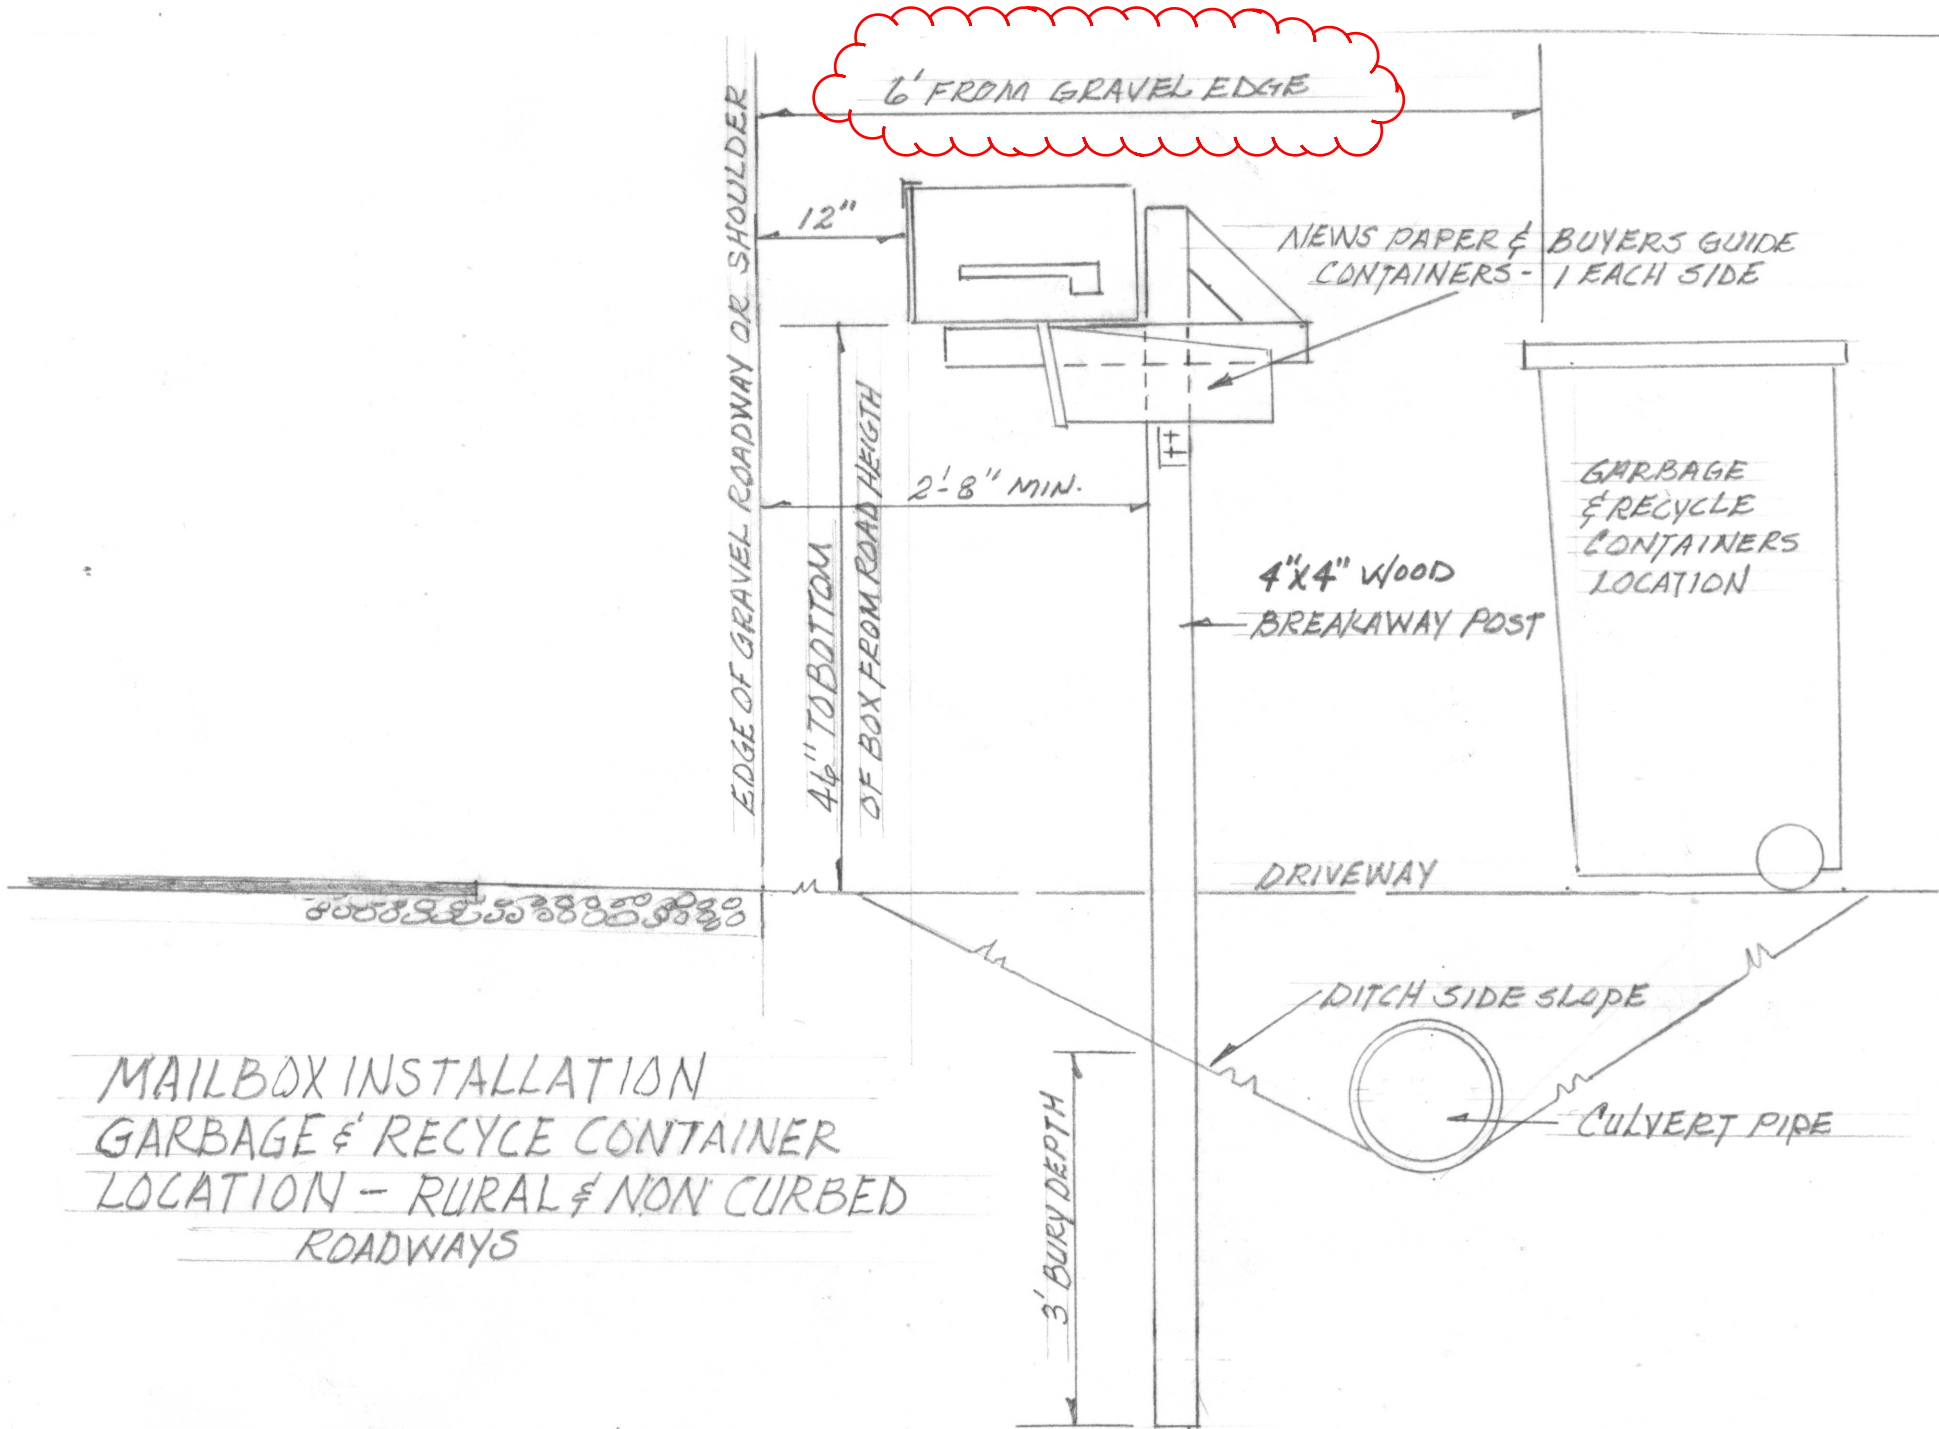 6' FROM GRAVEL EDGE
EDGE OF GRAVEL ROADWAY OR SHOULDER
12"
NEWS PAPER & BUYERS GUIDE
CONTAINERS - 1 EACH SIDE
46" TO BOTTOM
OF BOX FROM ROAD HEIGTH
2'-8" MIN.
GARBAGE
& RECYCLE
CONTAINERS
LOCATION
4"X4" WOOD
BREAKAWAY POST
DRIVEWAY
DITCH SIDE SLOPE
CULVERT PIPE
3' BURY DEPTH
MAILBOX INSTALLATION
GARBAGE & RECYCE CONTAINER
LOCATION - RURAL & NON CURBED
ROADWAYS